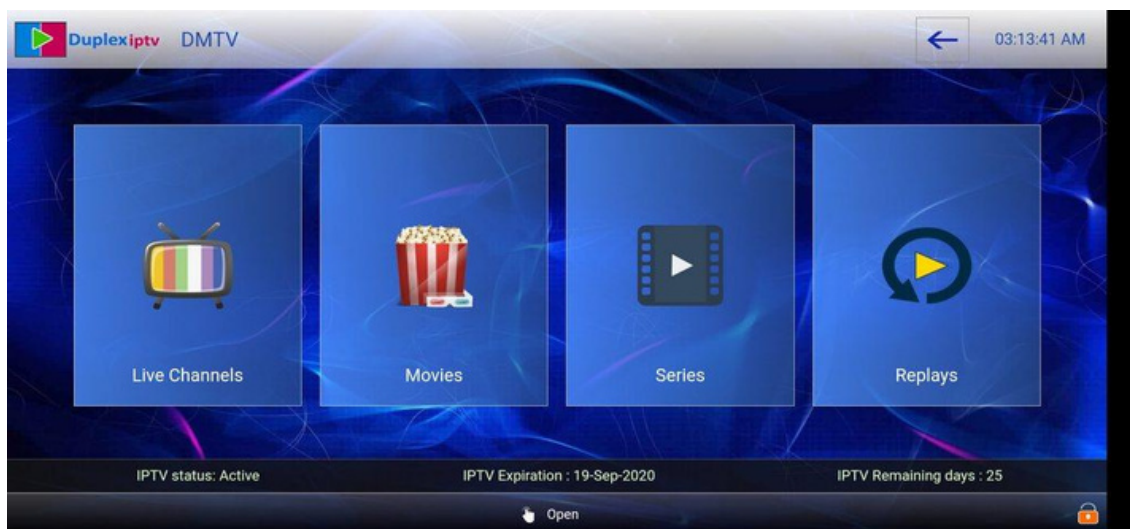 Duplexiptv DMTV 03:13:41 AM
Live Channels Movies Series Replays
IPTV status: Active IPTV Expiration : 19-Sep-2020 IPTV Remaining days : 25
Open